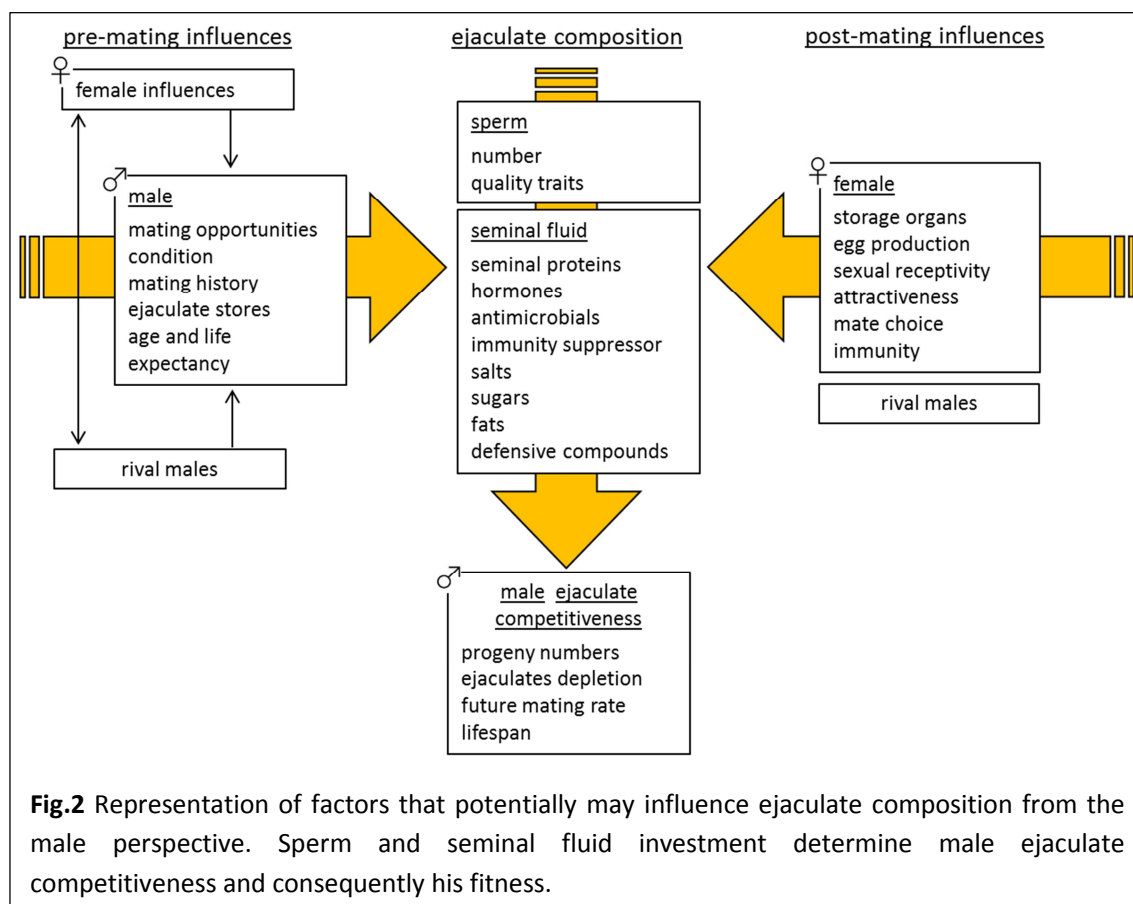 pre-mating influences
ejaculate composition
post-mating influences
♀
female influences
♂
male
mating opportunities
condition
mating history
ejaculate stores
age and life
expectancy
rival males
sperm
number
quality traits
seminal fluid
seminal proteins
hormones
antimicrobials
immunity suppressor
salts
sugars
fats
defensive compounds
♀
female
storage organs
egg production
sexual receptivity
attractiveness
mate choice
immunity
rival males
♂
male ejaculate
competitiveness
progeny numbers
ejaculates depletion
future mating rate
lifespan
Fig.2 Representation of factors that potentially may influence ejaculate composition from the
male perspective. Sperm and seminal fluid investment determine male ejaculate
competitiveness and consequently his fitness.